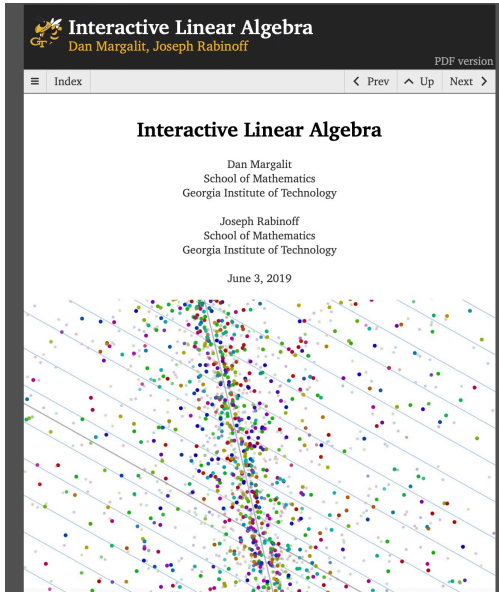 GT
Interactive Linear Algebra
Dan Margalit, Joseph Rabinoff
PDF version
Index
Prev
Up
Next
Interactive Linear Algebra
Dan Margalit
School of Mathematics
Georgia Institute of Technology
Joseph Rabinoff
School of Mathematics
Georgia Institute of Technology
June 3, 2019